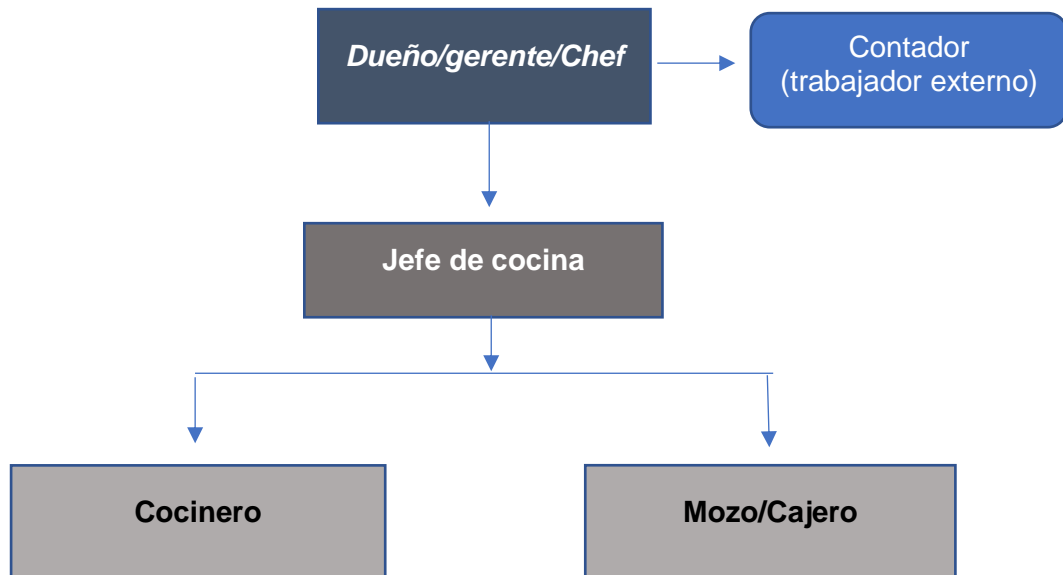 Dueño/gerente/Chef
Contador
(trabajador externo)
Jefe de cocina
Cocinero
Mozo/Cajero